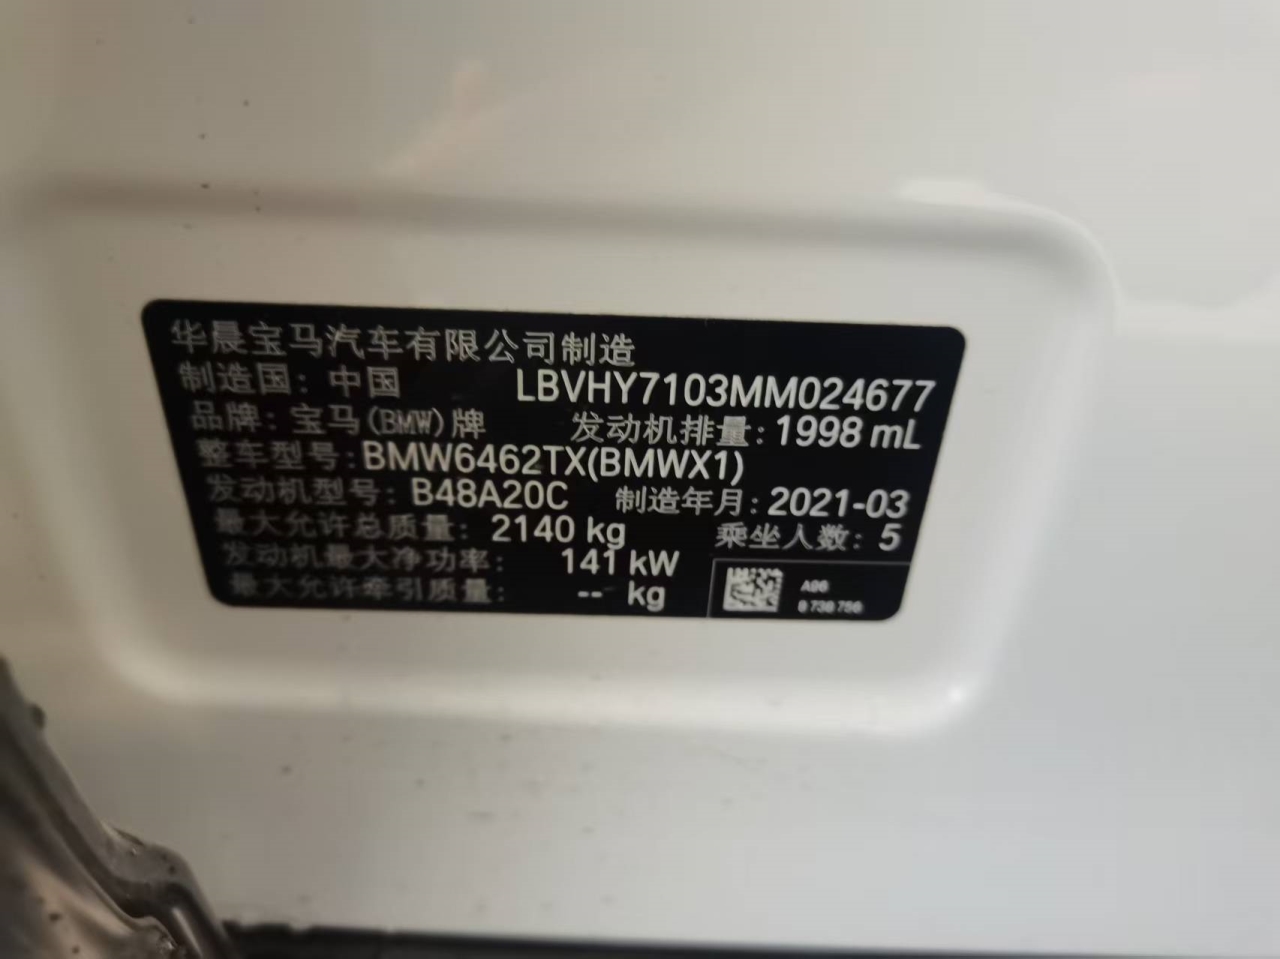 华晨宝马汽车有限公司制造
制造国：中国 LBVHY7103MM024677
品牌：宝马(BMW)牌 发动机排量：1998 mL
整车型号：BMW6462TX(BMWX1)
发动机型号：B48A20C 制造年月：2021-03
最大允许总质量：2140 kg 乘坐人数：5
发动机最大净功率：141 kW
最大允许牵引质量：-- kg
A96
8 738 756